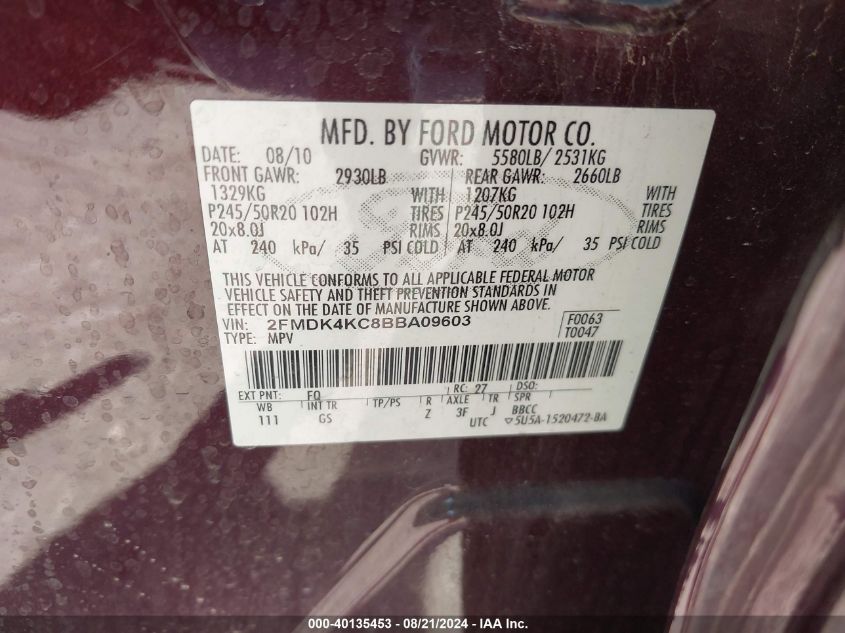 MFD. BY FORD MOTOR CO.
DATE: 08/10 GVWR: 5580LB/ 2531KG
FRONT GAWR: 2930LB REAR GAWR: 2660LB
1329KG WITH 1207KG WITH
P245/50R20 102H TIRES P245/50R20 102H TIRES
20x8.0J RIMS 20x8.0J RIMS
AT 240 kPa/ 35 PSI COLD AT 240 kPa/ 35 PSI COLD
THIS VEHICLE CONFORMS TO ALL APPLICABLE FEDERAL MOTOR
VEHICLE SAFETY AND THEFT PREVENTION STANDARDS IN
EFFECT ON THE DATE OF MANUFACTURE SHOWN ABOVE.
VIN: 2FMDK4KC8BBA09603 F0063
TYPE: MPV T0047
EXT PNT: FQ RC: 27 DSO:
WB INT TR TP/PS R AXLE TR SPR
111 GS Z 3F J BBCC
UTC ▽5U5A-1520472-BA
000-40135453 - 08/21/2024 - IAA, Inc.